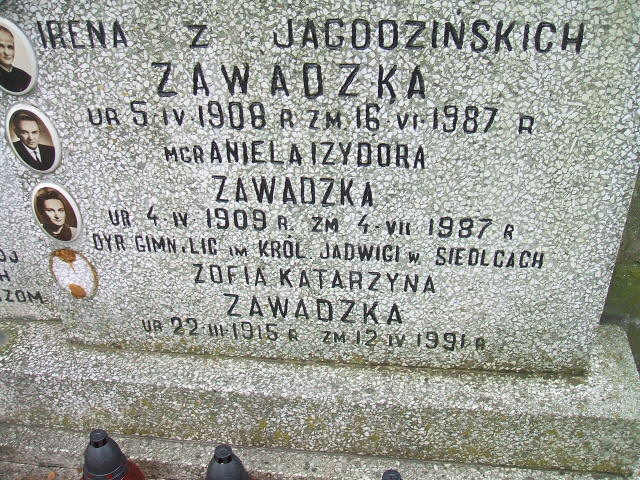 IRENA Z JAGODZIŃSKICH
ZAWADZKA
UR 5.IV 1908 R ZM. 16.VI.1987 R
MGR ANIELA IZYDORA
ZAWADZKA
UR 4.IV 1909 R. ZM 4-VII 1987 R
DYR GIMN. I. LIC IM KRÓL JADWIGI W SIEDLCACH
ZOFIA KATARZYNA
ZAWADZKA
UR 22 III 1915 R ZM 12 IV 1991 R